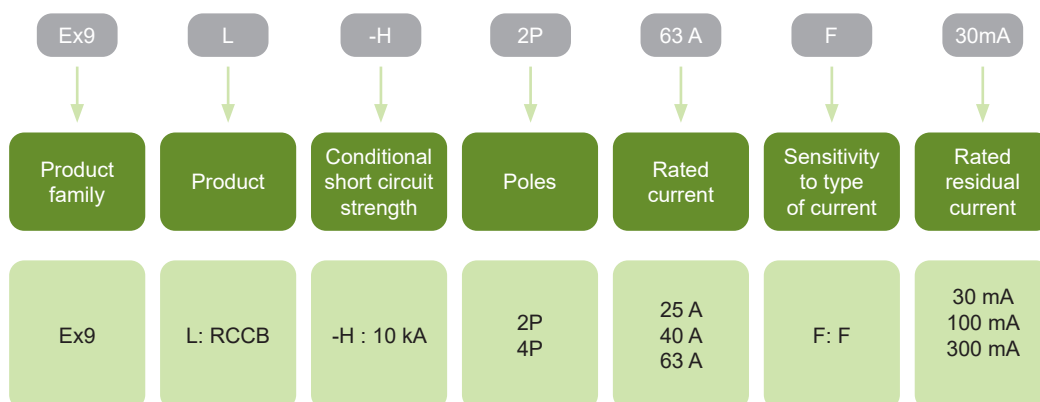 Ex9
L
-H
2P
63 A
F
30mA
Product
family
Product
Conditional
short circuit
strength
Poles
Rated
current
Sensitivity
to type
of current
Rated
residual
current
Ex9
L: RCCB
-H : 10 kA
2P
4P
25 A
40 A
63 A
F: F
30 mA
100 mA
300 mA